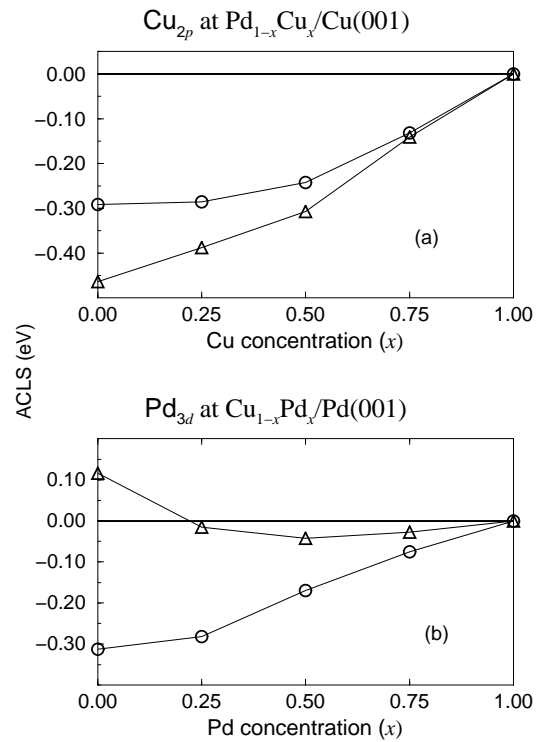 Cu2p at Pd1−xCux/Cu(001)
0.00
−0.10
−0.20
−0.30
−0.40
(a)
0.00 0.25 0.50 0.75 1.00
Cu concentration (x)
ACLS (eV)
Pd3d at Cu1−xPdx/Pd(001)
0.10
0.00
−0.10
−0.20
−0.30
(b)
0.00 0.25 0.50 0.75 1.00
Pd concentration (x)